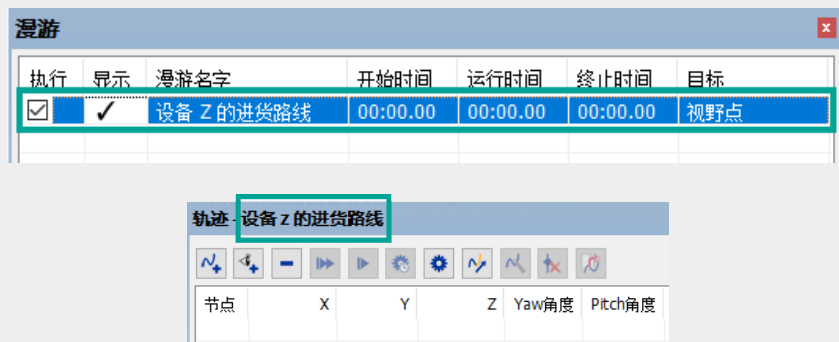 漫游
执行 显示 漫游名字 开始时间 运行时间 终止时间 目标
设备 Z 的进货路线 00:00.00 00:00.00 00:00.00 视野点
轨迹 - 设备 z 的进货路线
节点 X Y Z Yaw角度 Pitch角度